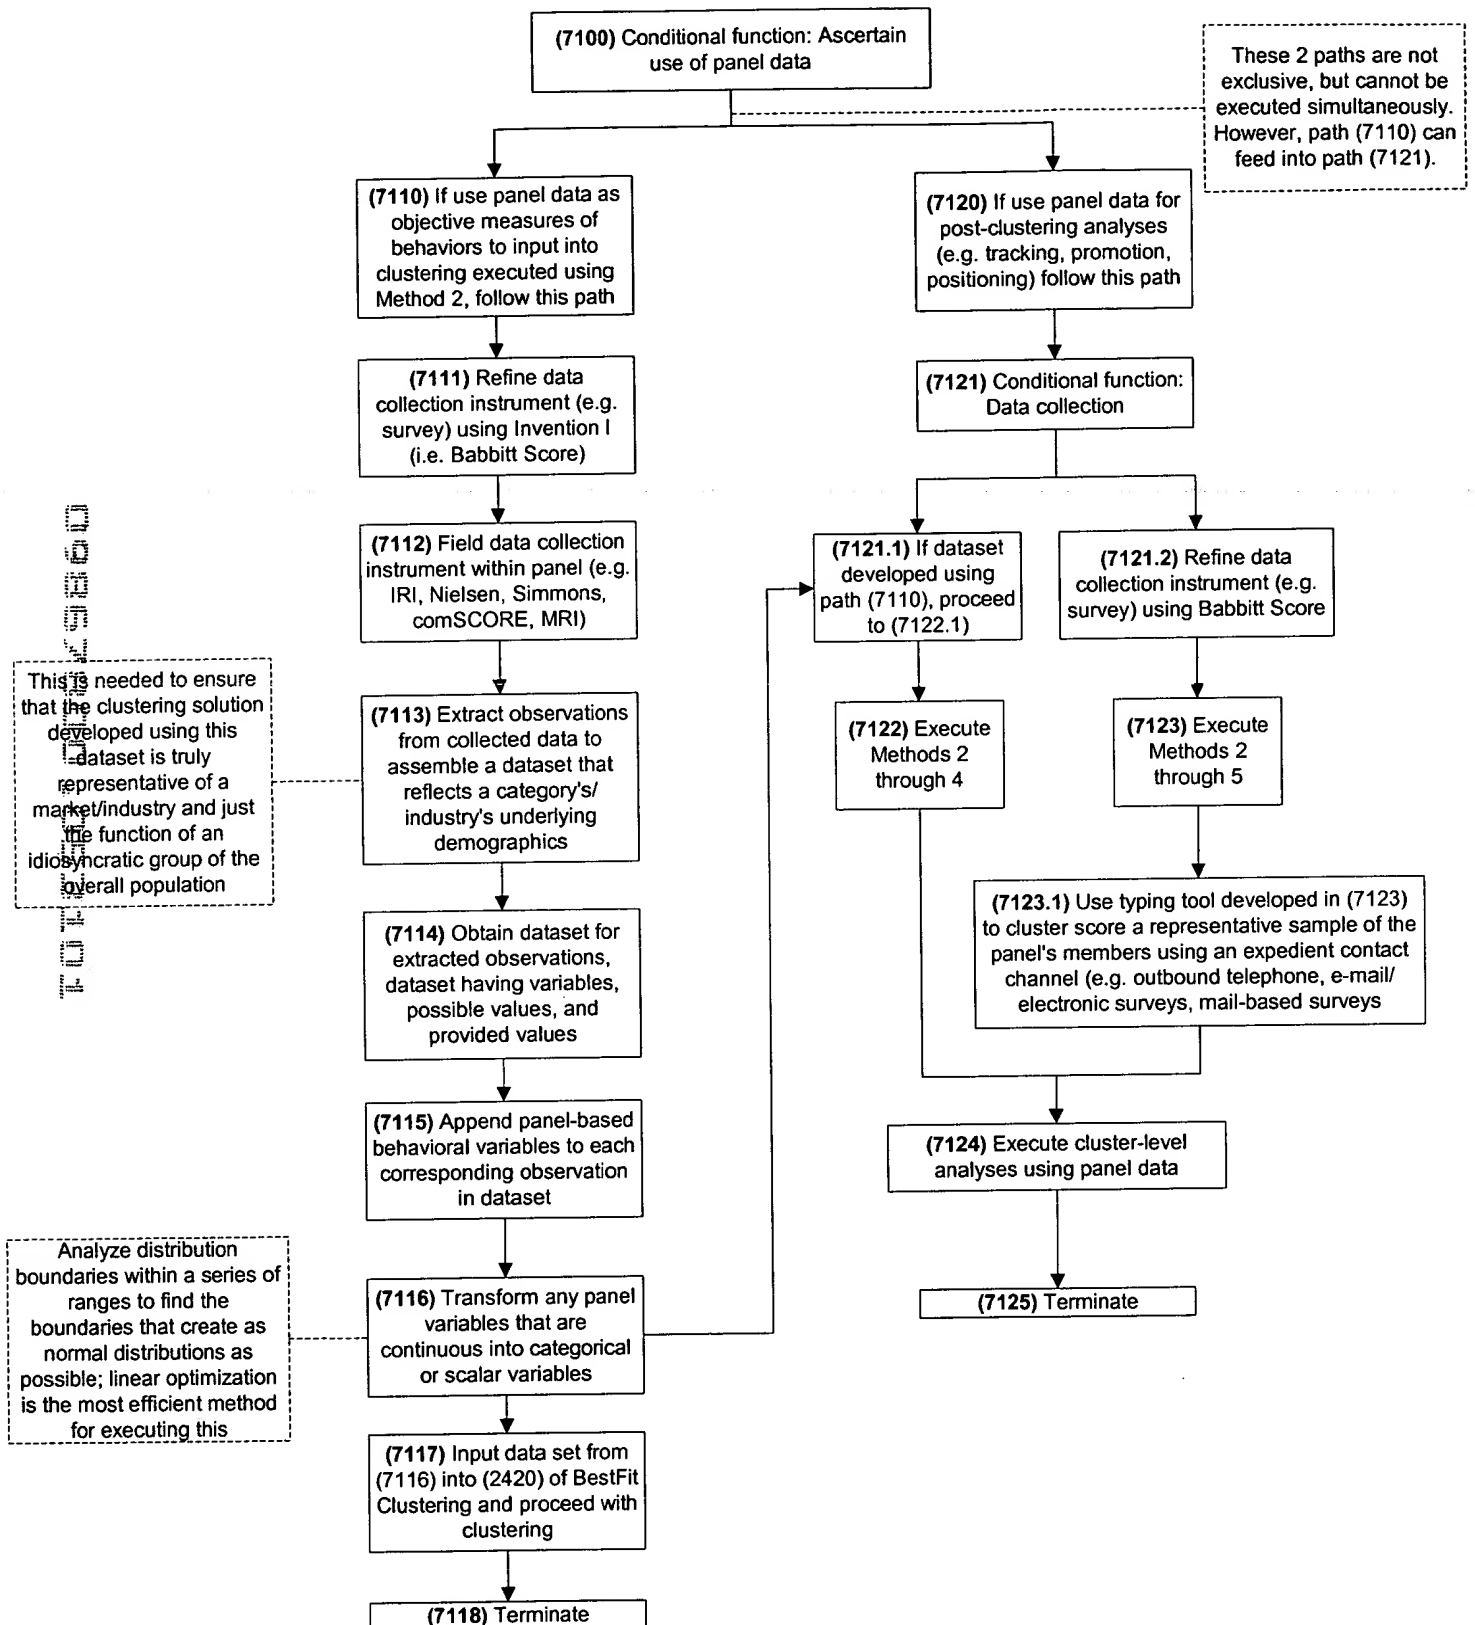 (7100) Conditional function: Ascertain
use of panel data
These 2 paths are not
exclusive, but cannot be
executed simultaneously.
However, path (7110) can
feed into path (7121).
(7110) If use panel data as
objective measures of
behaviors to input into
clustering executed using
Method 2, follow this path
(7120) If use panel data for
post-clustering analyses
(e.g. tracking, promotion,
positioning) follow this path
(7111) Refine data
collection instrument (e.g.
survey) using Invention I
(i.e. Babbitt Score)
(7121) Conditional function:
Data collection
(7112) Field data collection
instrument within panel (e.g.
IRI, Nielsen, Simmons,
comSCORE, MRI)
(7121.1) If dataset
developed using
path (7110), proceed
to (7122.1)
(7121.2) Refine data
collection instrument (e.g.
survey) using Babbitt Score
This is needed to ensure
that the clustering solution
developed using this
dataset is truly
representative of a
market/industry and just
the function of an
idiosyncratic group of the
overall population
(7113) Extract observations
from collected data to
assemble a dataset that
reflects a category's/
industry's underlying
demographics
(7122) Execute
Methods 2
through 4
(7123) Execute
Methods 2
through 5
(7114) Obtain dataset for
extracted observations,
dataset having variables,
possible values, and
provided values
(7123.1) Use typing tool developed in (7123)
to cluster score a representative sample of the
panel's members using an expedient contact
channel (e.g. outbound telephone, e-mail/
electronic surveys, mail-based surveys
(7115) Append panel-based
behavioral variables to each
corresponding observation
in dataset
(7124) Execute cluster-level
analyses using panel data
Analyze distribution
boundaries within a series of
ranges to find the
boundaries that create as
normal distributions as
possible; linear optimization
is the most efficient method
for executing this
(7116) Transform any panel
variables that are
continuous into categorical
or scalar variables
(7125) Terminate
(7117) Input data set from
(7116) into (2420) of BestFit
Clustering and proceed with
clustering
(7118) Terminate